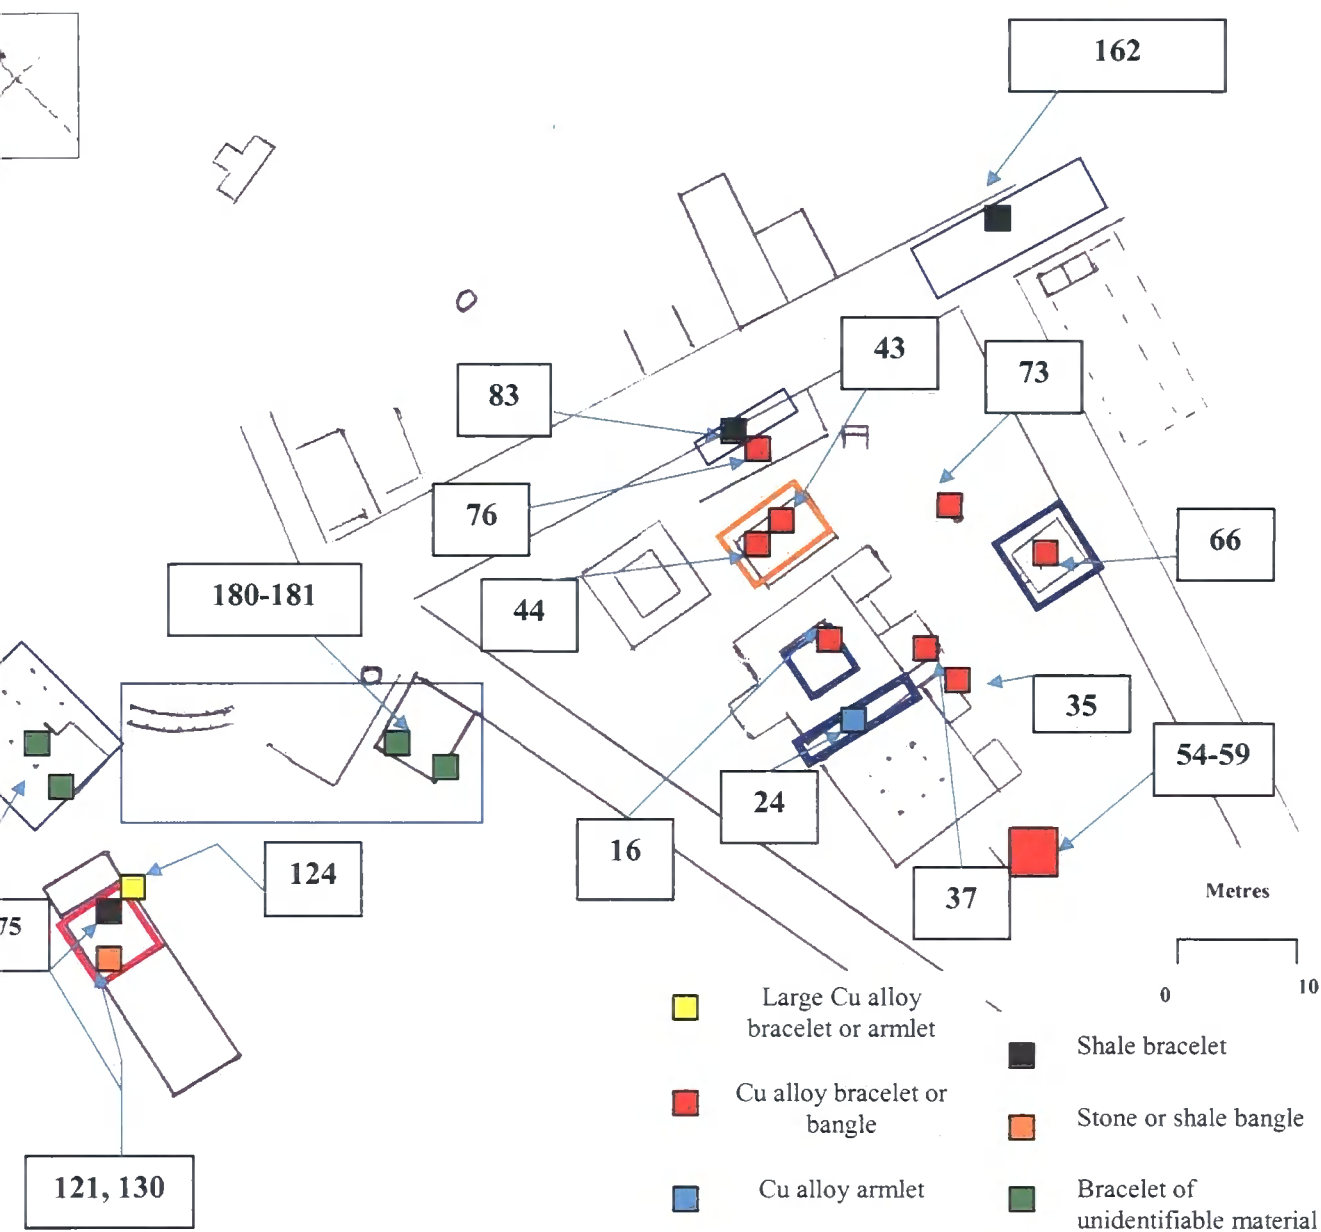 162
43
73
83
76
66
180-181
44
35
54-59
24
16
124
37
75
Metres
0
10
121, 130
Large Cu alloy
bracelet or armlet
Cu alloy bracelet or
bangle
Cu alloy armlet
Shale bracelet
Stone or shale bangle
Bracelet of
unidentifiable material